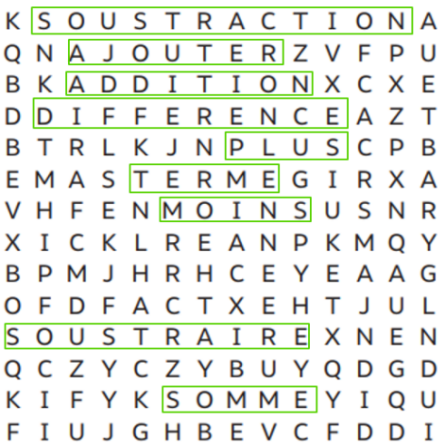 K S O U S T R A C T I O N A
Q N A J O U T E R Z V F P U
B K A D D I T I O N X C X E
D D I F F E R E N C E A Z T
B T R L K J N P L U S C P B
E M A S T E R M E G I R X A
V H F E N M O I N S U S N R
X I C K L R E A N P K M Q Y
B P M J H R H C E Y E A A G
O F D F A C T X E H T J U L
S O U S T R A I R E X N E N
Q C Z Y C Z Y B U Y Q D G D
K I F Y K S O M M E Y I Q U
F I U J G H B E V C F D D I